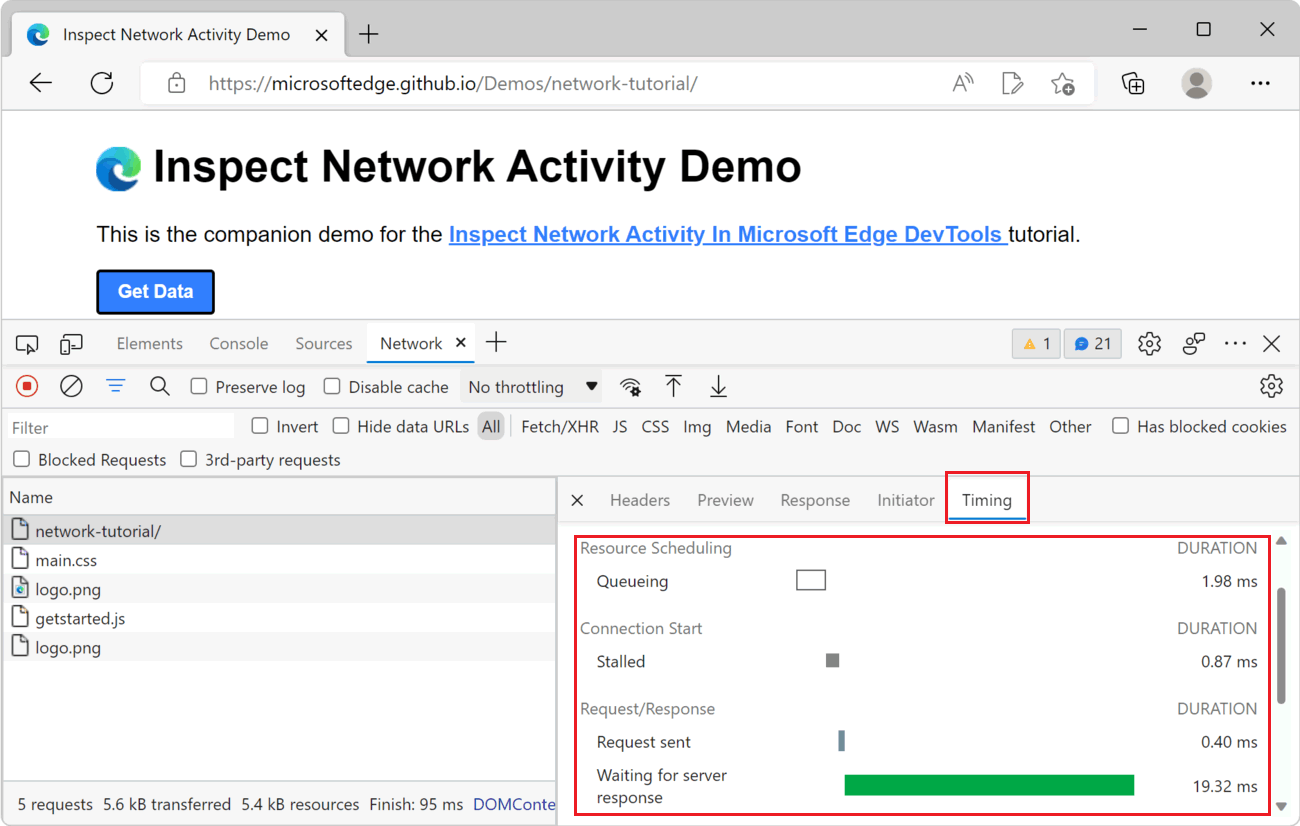 Inspect Network Activity Demo
https://microsoftedge.github.io/Demos/network-tutorial/
Inspect Network Activity Demo
This is the companion demo for the Inspect Network Activity In Microsoft Edge DevTools tutorial.
Get Data
Elements Console Sources Network 1 21
Preserve log Disable cache No throttling
Filter Invert Hide data URLs All Fetch/XHR JS CSS Img Media Font Doc WS Wasm Manifest Other Has blocked cookies
Blocked Requests 3rd-party requests
Name
network-tutorial/
main.css
logo.png
getstarted.js
logo.png
5 requests 5.6 kB transferred 5.4 kB resources Finish: 95 ms DOMConte
Headers Preview Response Initiator Timing
Resource Scheduling DURATION
Queueing 1.98 ms
Connection Start DURATION
Stalled 0.87 ms
Request/Response DURATION
Request sent 0.40 ms
Waiting for server
response 19.32 ms